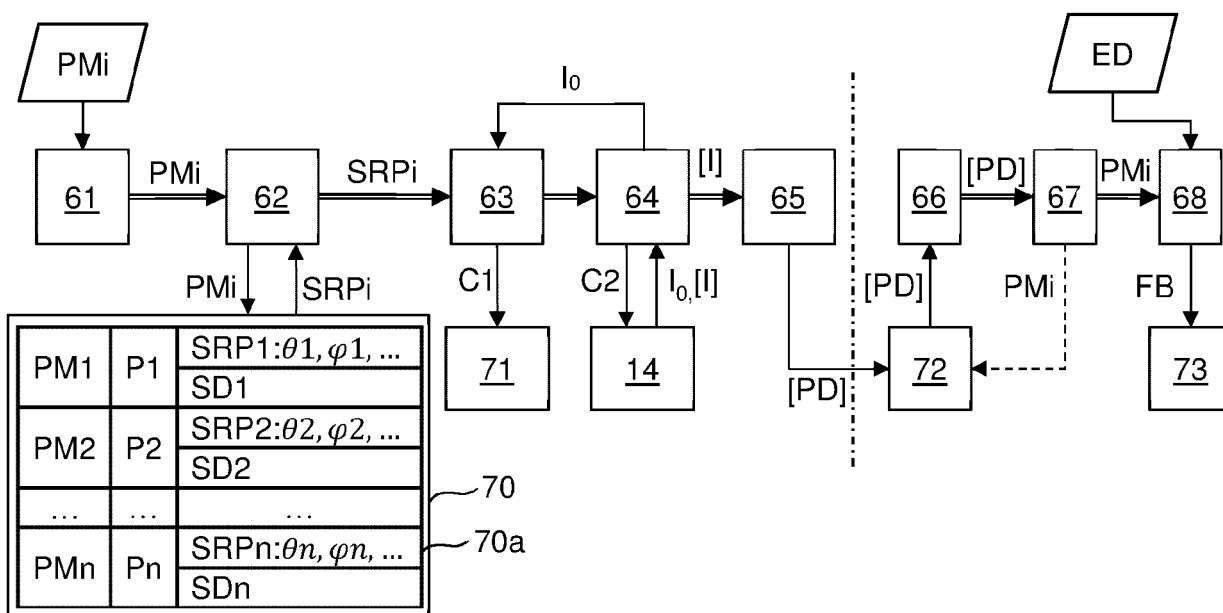 PMi
ED
I₀
61
PMi
62
SRPi
63
64
[I]
65
66
[PD]
67
PMi
68
PMi
SRPi
C1
C2
I₀,[I]
[PD]
PMi
FB
71
14
[PD]
72
73
PM1 P1 SRP1:θ1, φ1, ...
SD1
PM2 P2 SRP2:θ2, φ2, ...
SD2
... ... ...
PMn Pn SRPn:θn, φn, ...
SDn
70
70a